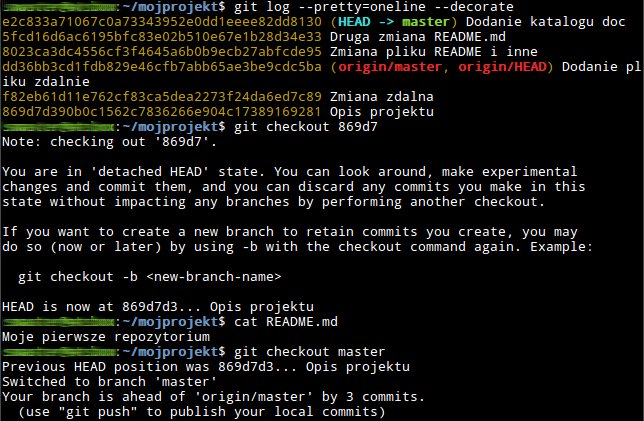 :~/mojprojekt$ git log --pretty=oneline --decorate
e2c833a71067c0a73343952e0dd1eeee82dd8130 (HEAD -> master) Dodanie katalogu doc
5fcd16d6ac6195bfc83e02b510e67e1b28d34e33 Druga zmiana README.md
8023ca3dc4556cf3f4645a6b0b9ecb27abfcde95 Zmiana pliku README i inne
dd36bb3cd1fdb829e46cfb7abb65ae3be9cdc5ba (origin/master, origin/HEAD) Dodanie pl
iku zdalnie
f82eb61d11e762cf83ca5dea2273f24da6ed7c89 Zmiana zdalna
869d7d390b0c1562c7836266e904c17389169281 Opis projektu
:~/mojprojekt$ git checkout 869d7
Note: checking out '869d7'.
You are in 'detached HEAD' state. You can look around, make experimental
changes and commit them, and you can discard any commits you make in this
state without impacting any branches by performing another checkout.
If you want to create a new branch to retain commits you create, you may
do so (now or later) by using -b with the checkout command again. Example:
git checkout -b <new-branch-name>
HEAD is now at 869d7d3... Opis projektu
:~/mojprojekt$ cat README.md
Moje pierwsze repozytorium
:~/mojprojekt$ git checkout master
Previous HEAD position was 869d7d3... Opis projektu
Switched to branch 'master'
Your branch is ahead of 'origin/master' by 3 commits.
(use "git push" to publish your local commits)